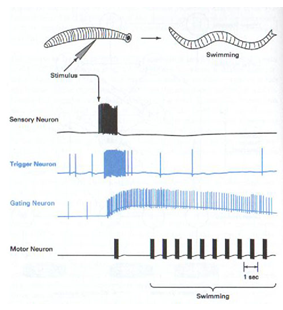 Swimming
Stimulus
Sensory Neuron
Trigger Neuron
Gating Neuron
Motor Neuron
1 sec
Swimming